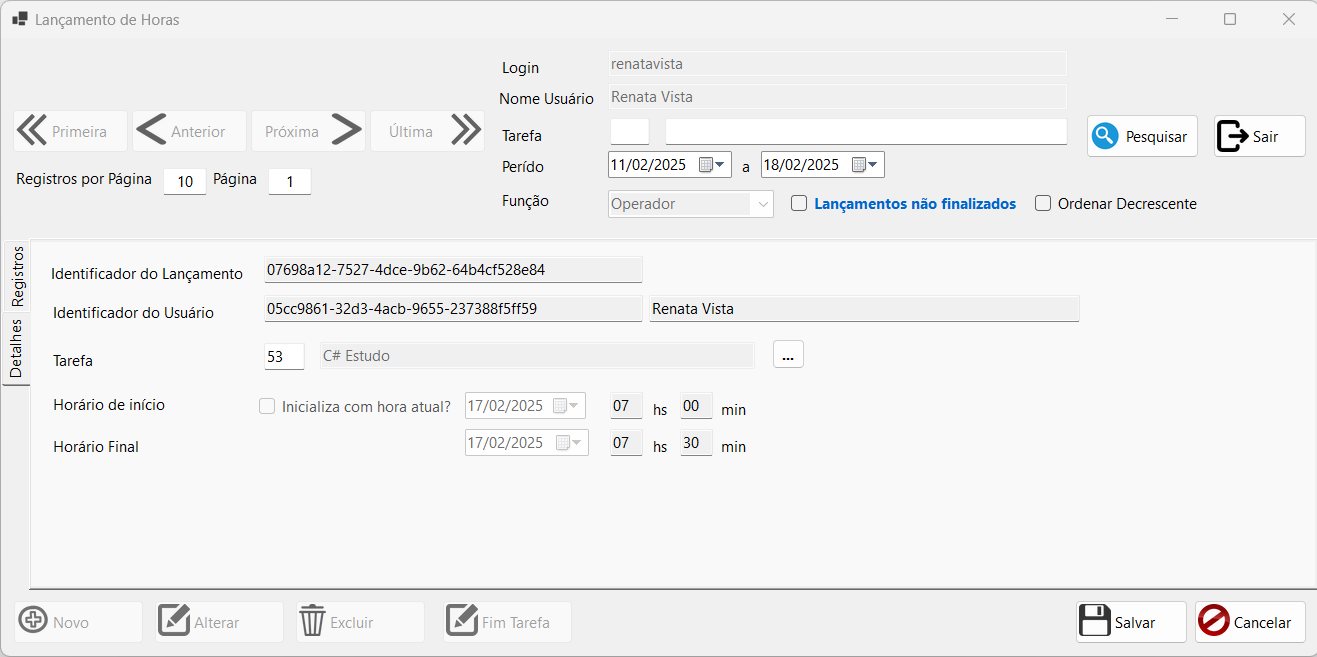 Lançamento de Horas
Login renatavista
Nome Usuário Renata Vista
Primeira Anterior Próxima Última
Tarefa
Pesquisar Sair
Perído 11/02/2025 a 18/02/2025
Registros por Página 10 Página 1
Função Operador Lançamentos não finalizados Ordenar Decrescente
Registros
Detalhes
Identificador do Lançamento 07698a12-7527-4dce-9b62-64b4cf528e84
Identificador do Usuário 05cc9861-32d3-4acb-9655-237388f5ff59 Renata Vista
Tarefa 53 C# Estudo ...
Horário de início Inicializa com hora atual? 17/02/2025 07 hs 00 min
Horário Final 17/02/2025 07 hs 30 min
Novo Alterar Excluir Fim Tarefa Salvar Cancelar